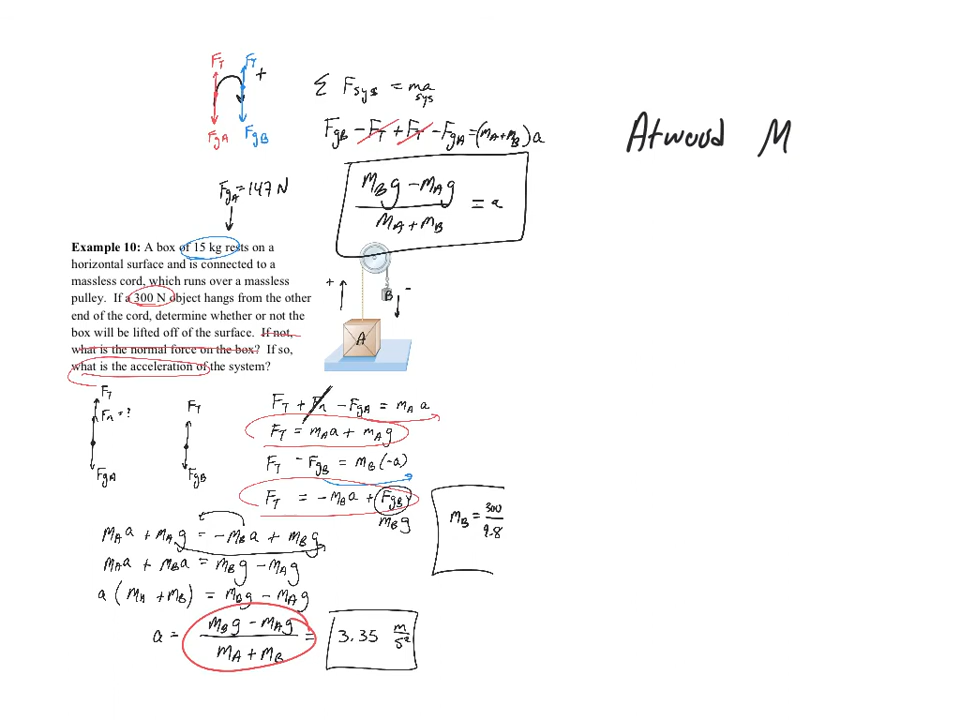 F_T F_T +
F_gA F_gB
Σ F_sys = ma_sys
F_gB - F_T + F_T - F_gA = (m_A + m_B) a
(m_B g - m_A g) / (m_A + m_B) = a
Atwood M
F_gA = 147 N
Example 10: A box of 15 kg rests on a
horizontal surface and is connected to a
massless cord, which runs over a massless
pulley. If a 300 N object hangs from the other
end of the cord, determine whether or not the
box will be lifted off of the surface. If not,
what is the normal force on the box? If so,
what is the acceleration of the system?
+ B -
A
F_T
F_n = ?
F_gA
F_T
F_gB
F_T + F_n - F_gA = m_A a
F_T = m_A a + m_A g
F_T - F_gB = m_B (-a)
F_T = -m_B a + F_gB
m_B g
m_B = 300 / 9.8
m_A a + m_A g = -m_B a + m_B g
m_A a + m_B a = m_B g - m_A g
a (m_A + m_B) = m_B g - m_A g
a = (m_B g - m_A g) / (m_A + m_B) = 3.35 m/s²